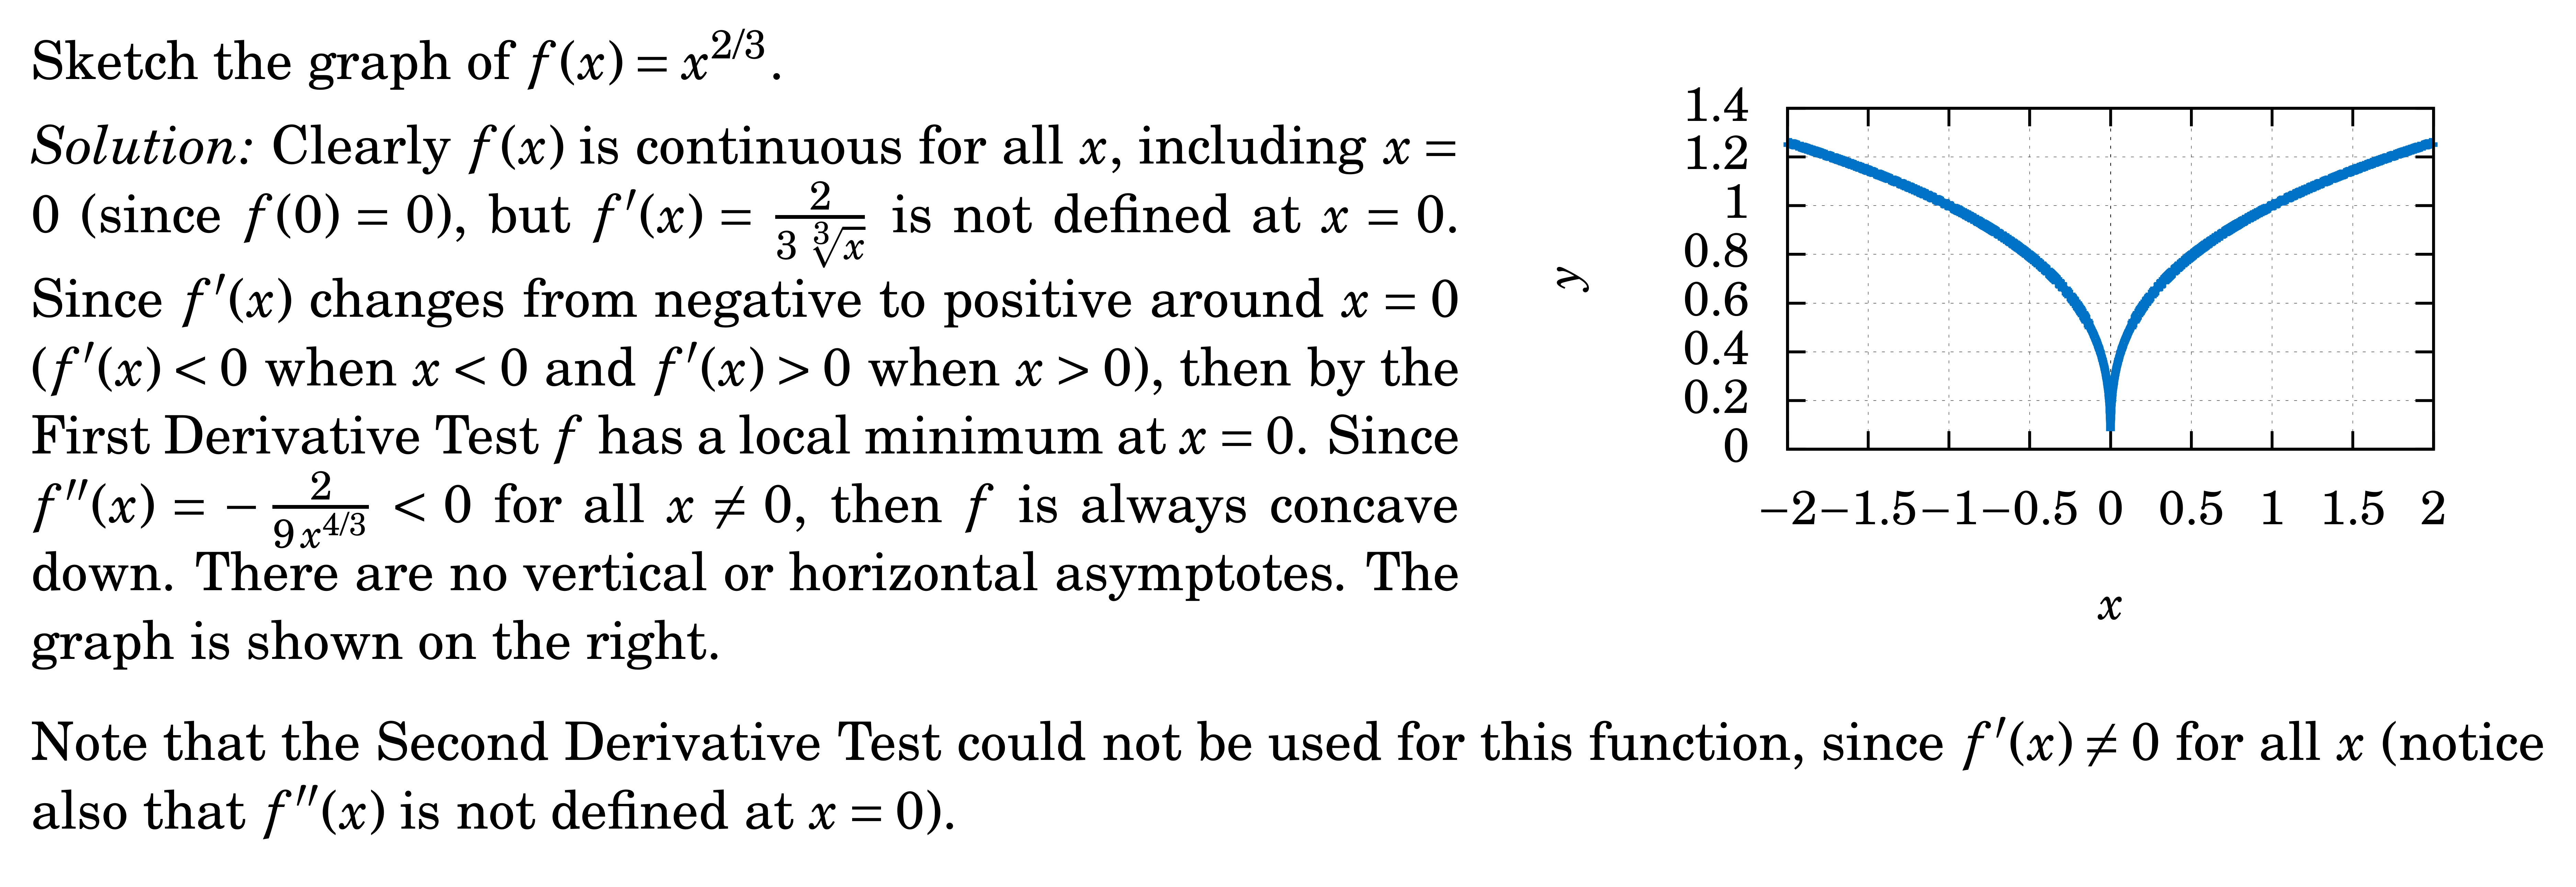 Sketch the graph of f(x) = x^{2/3}.
Solution: Clearly f(x) is continuous for all x, including x =
0 (since f(0) = 0), but f′(x) = \frac{2}{3 \sqrt[3]{x}} is not defined at x = 0.
Since f′(x) changes from negative to positive around x = 0
(f′(x) < 0 when x < 0 and f′(x) > 0 when x > 0), then by the
First Derivative Test f has a local minimum at x = 0. Since
f″(x) = − \frac{2}{9 x^{4/3}} < 0 for all x ≠ 0, then f is always concave
down. There are no vertical or horizontal asymptotes. The
graph is shown on the right.
1.4
1.2
1
0.8
0.6
0.4
0.2
0
y
−2 −1.5 −1 −0.5 0 0.5 1 1.5 2
x
Note that the Second Derivative Test could not be used for this function, since f′(x) ≠ 0 for all x (notice
also that f″(x) is not defined at x = 0).